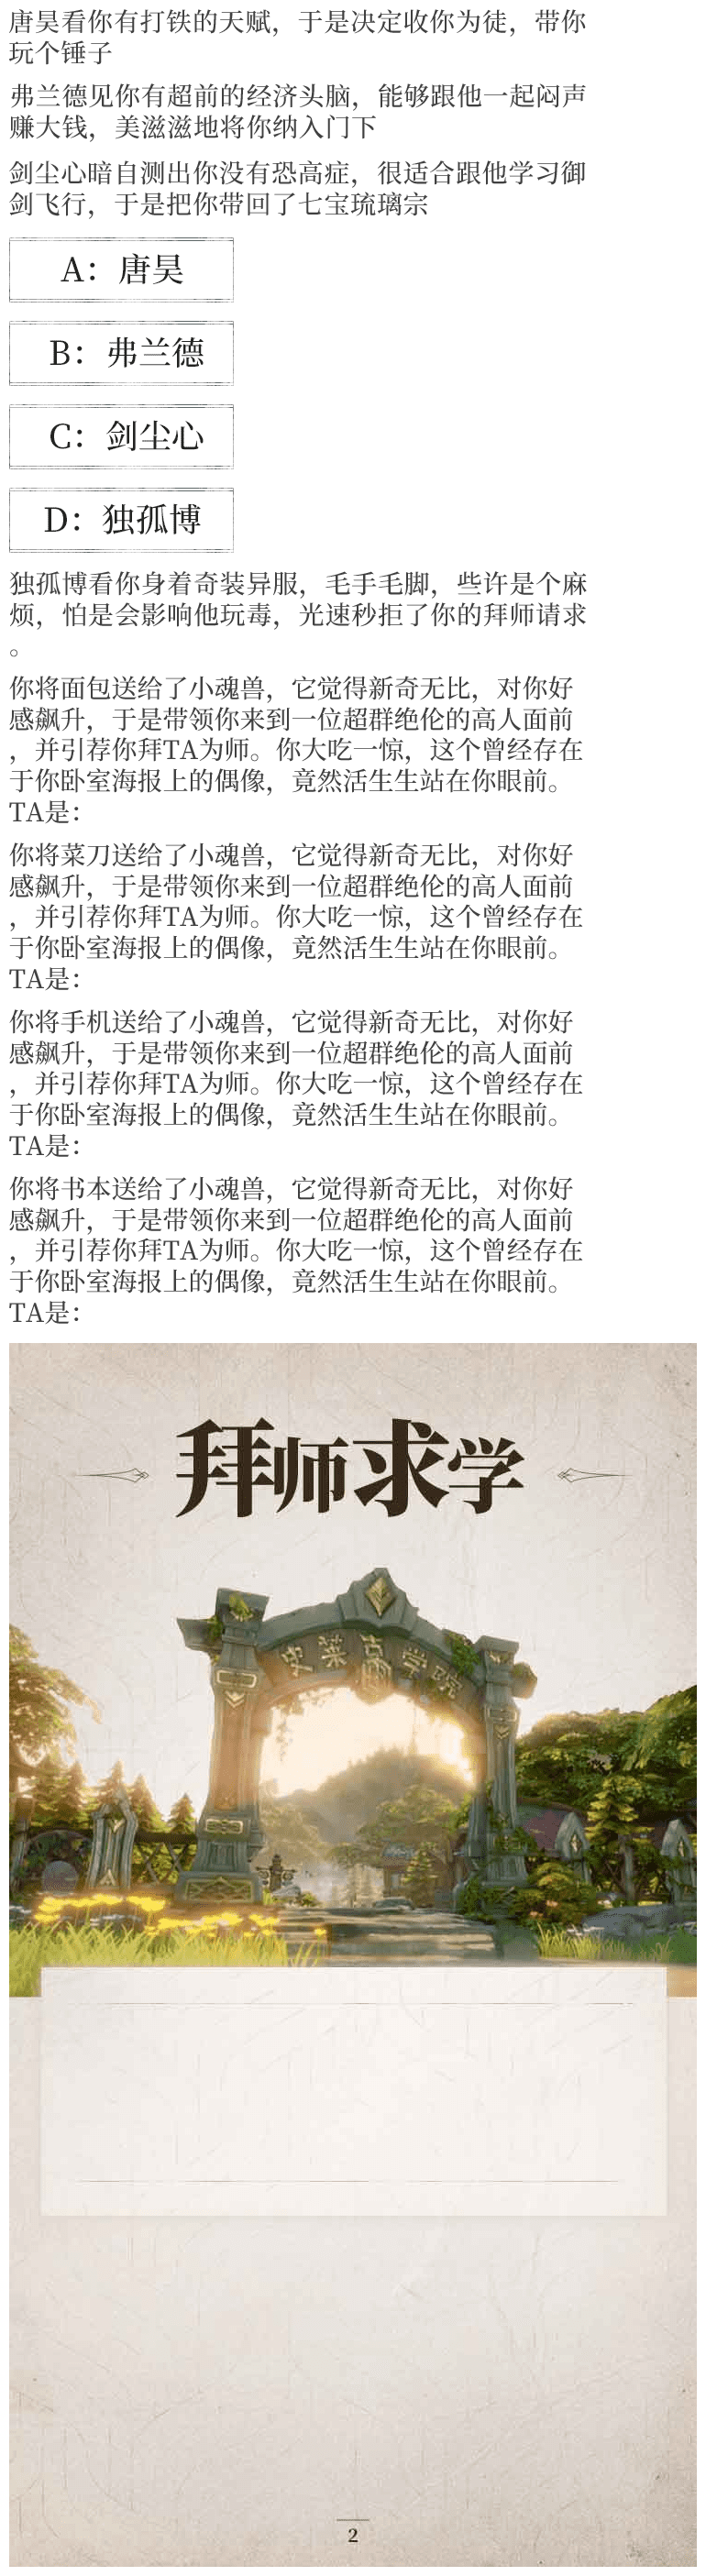 唐昊看你有打铁的天赋，于是决定收你为徒，带你
玩个锤子
弗兰德见你有超前的经济头脑，能够跟他一起闷声
赚大钱，美滋滋地将你纳入门下
剑尘心暗自测出你没有恐高症，很适合跟他学习御
剑飞行，于是把你带回了七宝琉璃宗
A：唐昊
B：弗兰德
C：剑尘心
D：独孤博
独孤博看你身着奇装异服，毛手毛脚，些许是个麻
烦，怕是会影响他玩毒，光速秒拒了你的拜师请求
。
你将面包送给了小魂兽，它觉得新奇无比，对你好
感飙升，于是带领你来到一位超群绝伦的高人面前
，并引荐你拜TA为师。你大吃一惊，这个曾经存在
于你卧室海报上的偶像，竟然活生生站在你眼前。
TA是：
你将菜刀送给了小魂兽，它觉得新奇无比，对你好
感飙升，于是带领你来到一位超群绝伦的高人面前
，并引荐你拜TA为师。你大吃一惊，这个曾经存在
于你卧室海报上的偶像，竟然活生生站在你眼前。
TA是：
你将手机送给了小魂兽，它觉得新奇无比，对你好
感飙升，于是带领你来到一位超群绝伦的高人面前
，并引荐你拜TA为师。你大吃一惊，这个曾经存在
于你卧室海报上的偶像，竟然活生生站在你眼前。
TA是：
你将书本送给了小魂兽，它觉得新奇无比，对你好
感飙升，于是带领你来到一位超群绝伦的高人面前
，并引荐你拜TA为师。你大吃一惊，这个曾经存在
于你卧室海报上的偶像，竟然活生生站在你眼前。
TA是：
拜师求学
史莱克学院
2